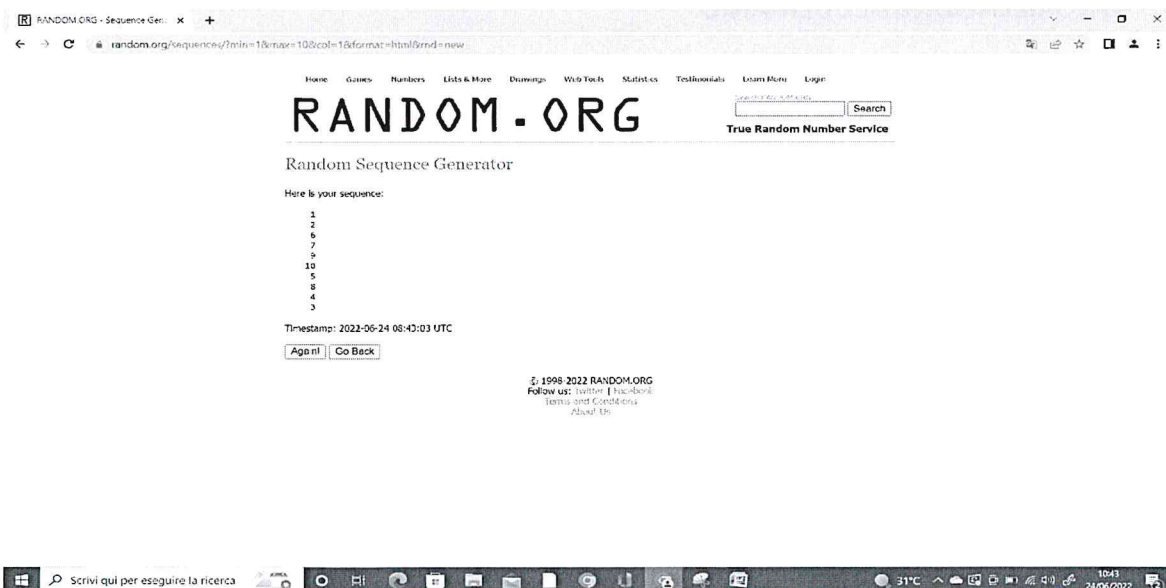 RANDOM.ORG - Sequence Gen.
random.org/sequences/?min=1&max=10&col=1&format=html&rnd=new
Home Games Numbers Lists & More Drawings Web Tools Statistics Testimonials Learn More Login
RANDOM.ORG
Search
True Random Number Service
Random Sequence Generator
Here is your sequence:
1
2
6
7
9
10
5
8
4
3
Timestamp: 2022-06-24 08:43:03 UTC
Again! Go Back
© 1998-2022 RANDOM.ORG
Follow us: Twitter | Facebook
Terms and Conditions
About Us
Scrivi qui per eseguire la ricerca
31°C
10:43
24/06/2022